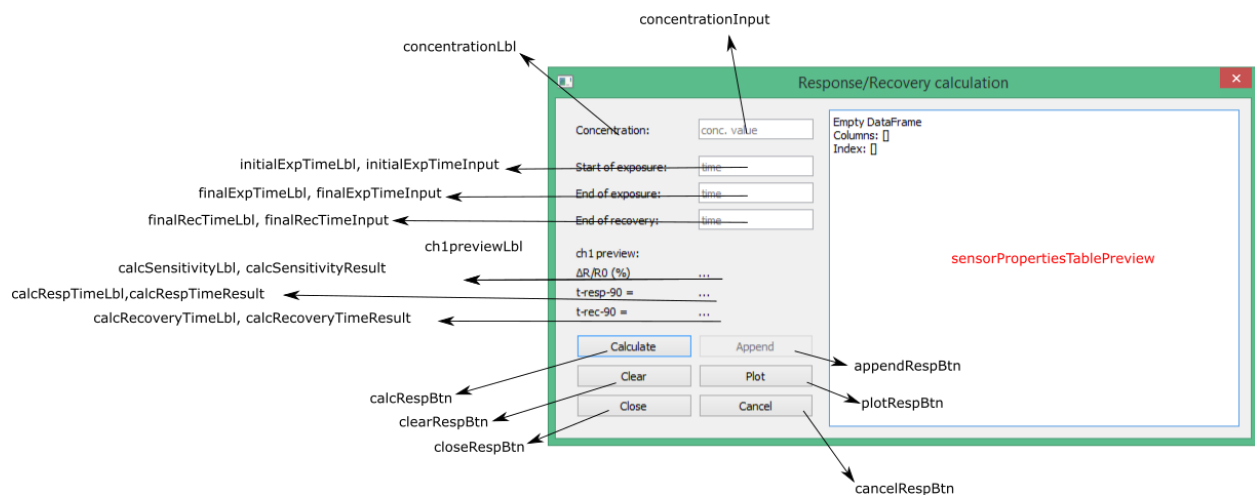 concentrationInput
concentrationLbl
Response/Recovery calculation
Concentration:
conc. value
Empty DataFrame
Columns: []
Index: []
initialExpTimeLbl, initialExpTimeInput
Start of exposure:
time
finalExpTimeLbl, finalExpTimeInput
End of exposure:
time
finalRecTimeLbl, finalRecTimeInput
End of recovery:
time
ch1previewLbl
ch1 preview:
sensorPropertiesTablePreview
calcSensitivityLbl, calcSensitivityResult
ΔR/R0 (%)
...
calcRespTimeLbl,calcRespTimeResult
t-resp-90 =
...
calcRecoveryTimeLbl, calcRecoveryTimeResult
t-rec-90 =
...
Calculate
Append
appendRespBtn
Clear
Plot
calcRespBtn
plotRespBtn
Close
Cancel
clearRespBtn
closeRespBtn
cancelRespBtn